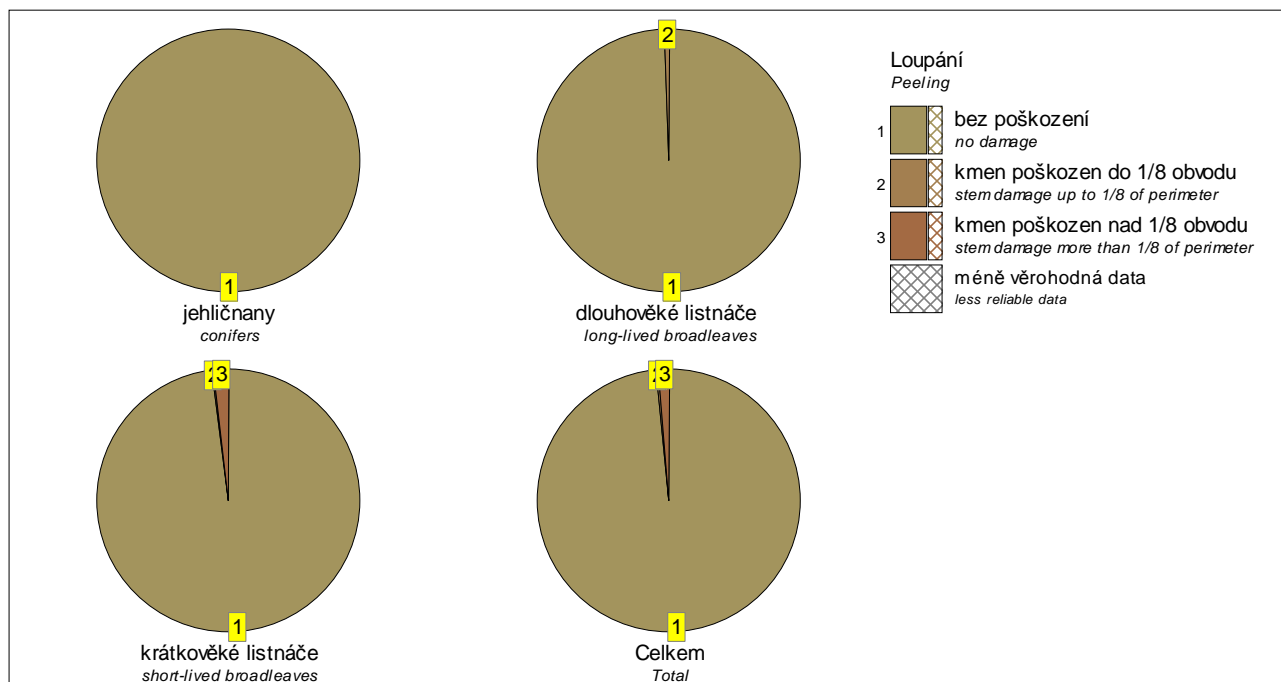 1
jehličnany
conifers
2
1
dlouhověké listnáče
long-lived broadleaves
2 3
1
krátkověké listnáče
short-lived broadleaves
2 3
1
Celkem
Total
Loupání
Peeling
1 bez poškození
no damage
2 kmen poškozen do 1/8 obvodu
stem damage up to 1/8 of perimeter
3 kmen poškozen nad 1/8 obvodu
stem damage more than 1/8 of perimeter
méně věrohodná data
less reliable data